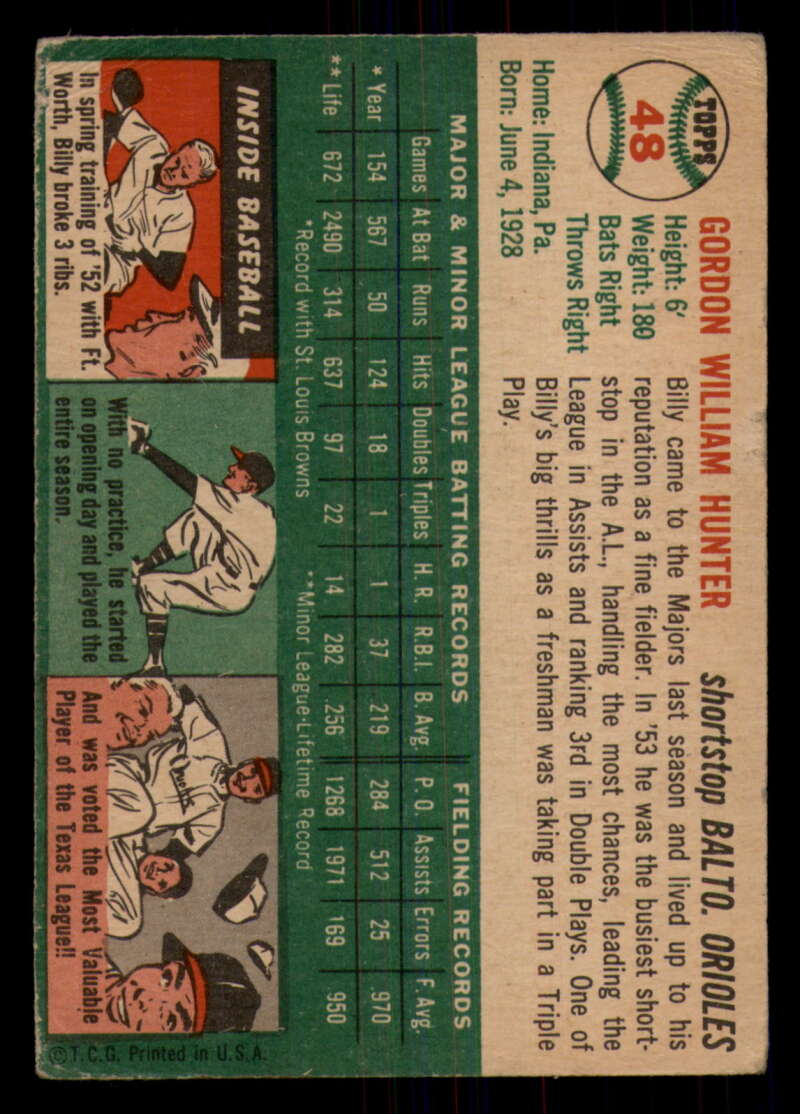 TOPPS
48
GORDON WILLIAM HUNTER shortstop BALTO. ORIOLES
Height: 6'
Weight: 180
Bats Right
Throws Right
Home: Indiana, Pa.
Born: June 4, 1928
Billy came to the Majors last season and lived up to his
reputation as a fine fielder. In '53 he was the busiest short-
stop in the A.L., handling the most chances, leading the
League in Assists and ranking 3rd in Double Plays. One of
Billy's big thrills as a freshman was taking part in a Triple
Play.
MAJOR & MINOR LEAGUE BATTING RECORDS FIELDING RECORDS
Games At Bat Runs Hits Doubles Triples H. R. R.B.I. B. Avg. P. O. Assists Errors F. Avg.
* Year 154 567 50 124 18 1 1 37 .219 284 512 25 .970
** Life 672 2490 314 637 97 22 14 282 .256 1268 1971 169 .950
*Record with St. Louis Browns **Minor League-Lifetime Record
INSIDE BASEBALL
In spring training of '52 with Ft.
Worth, Billy broke 3 ribs.
With no practice, he started
on opening day and played the
entire season.
And was voted the Most Valuable
Player of the Texas League!!
© T. C. G. Printed in U. S. A.